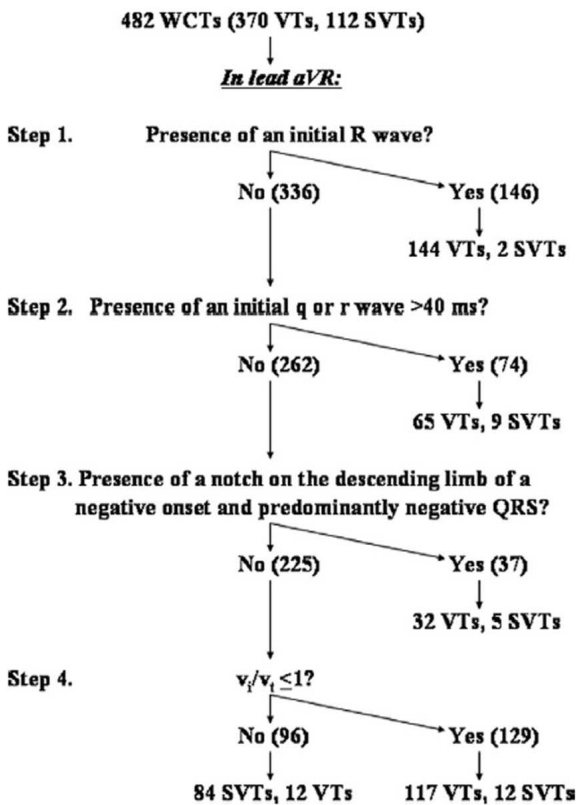 482 WCTs (370 VTs, 112 SVTs)
In lead aVR:
Step 1. Presence of an initial R wave?
No (336) Yes (146)
144 VTs, 2 SVTs
Step 2. Presence of an initial q or r wave >40 ms?
No (262) Yes (74)
65 VTs, 9 SVTs
Step 3. Presence of a notch on the descending limb of a
negative onset and predominantly negative QRS?
No (225) Yes (37)
32 VTs, 5 SVTs
Step 4. vi/vt ≤1?
No (96) Yes (129)
84 SVTs, 12 VTs 117 VTs, 12 SVTs